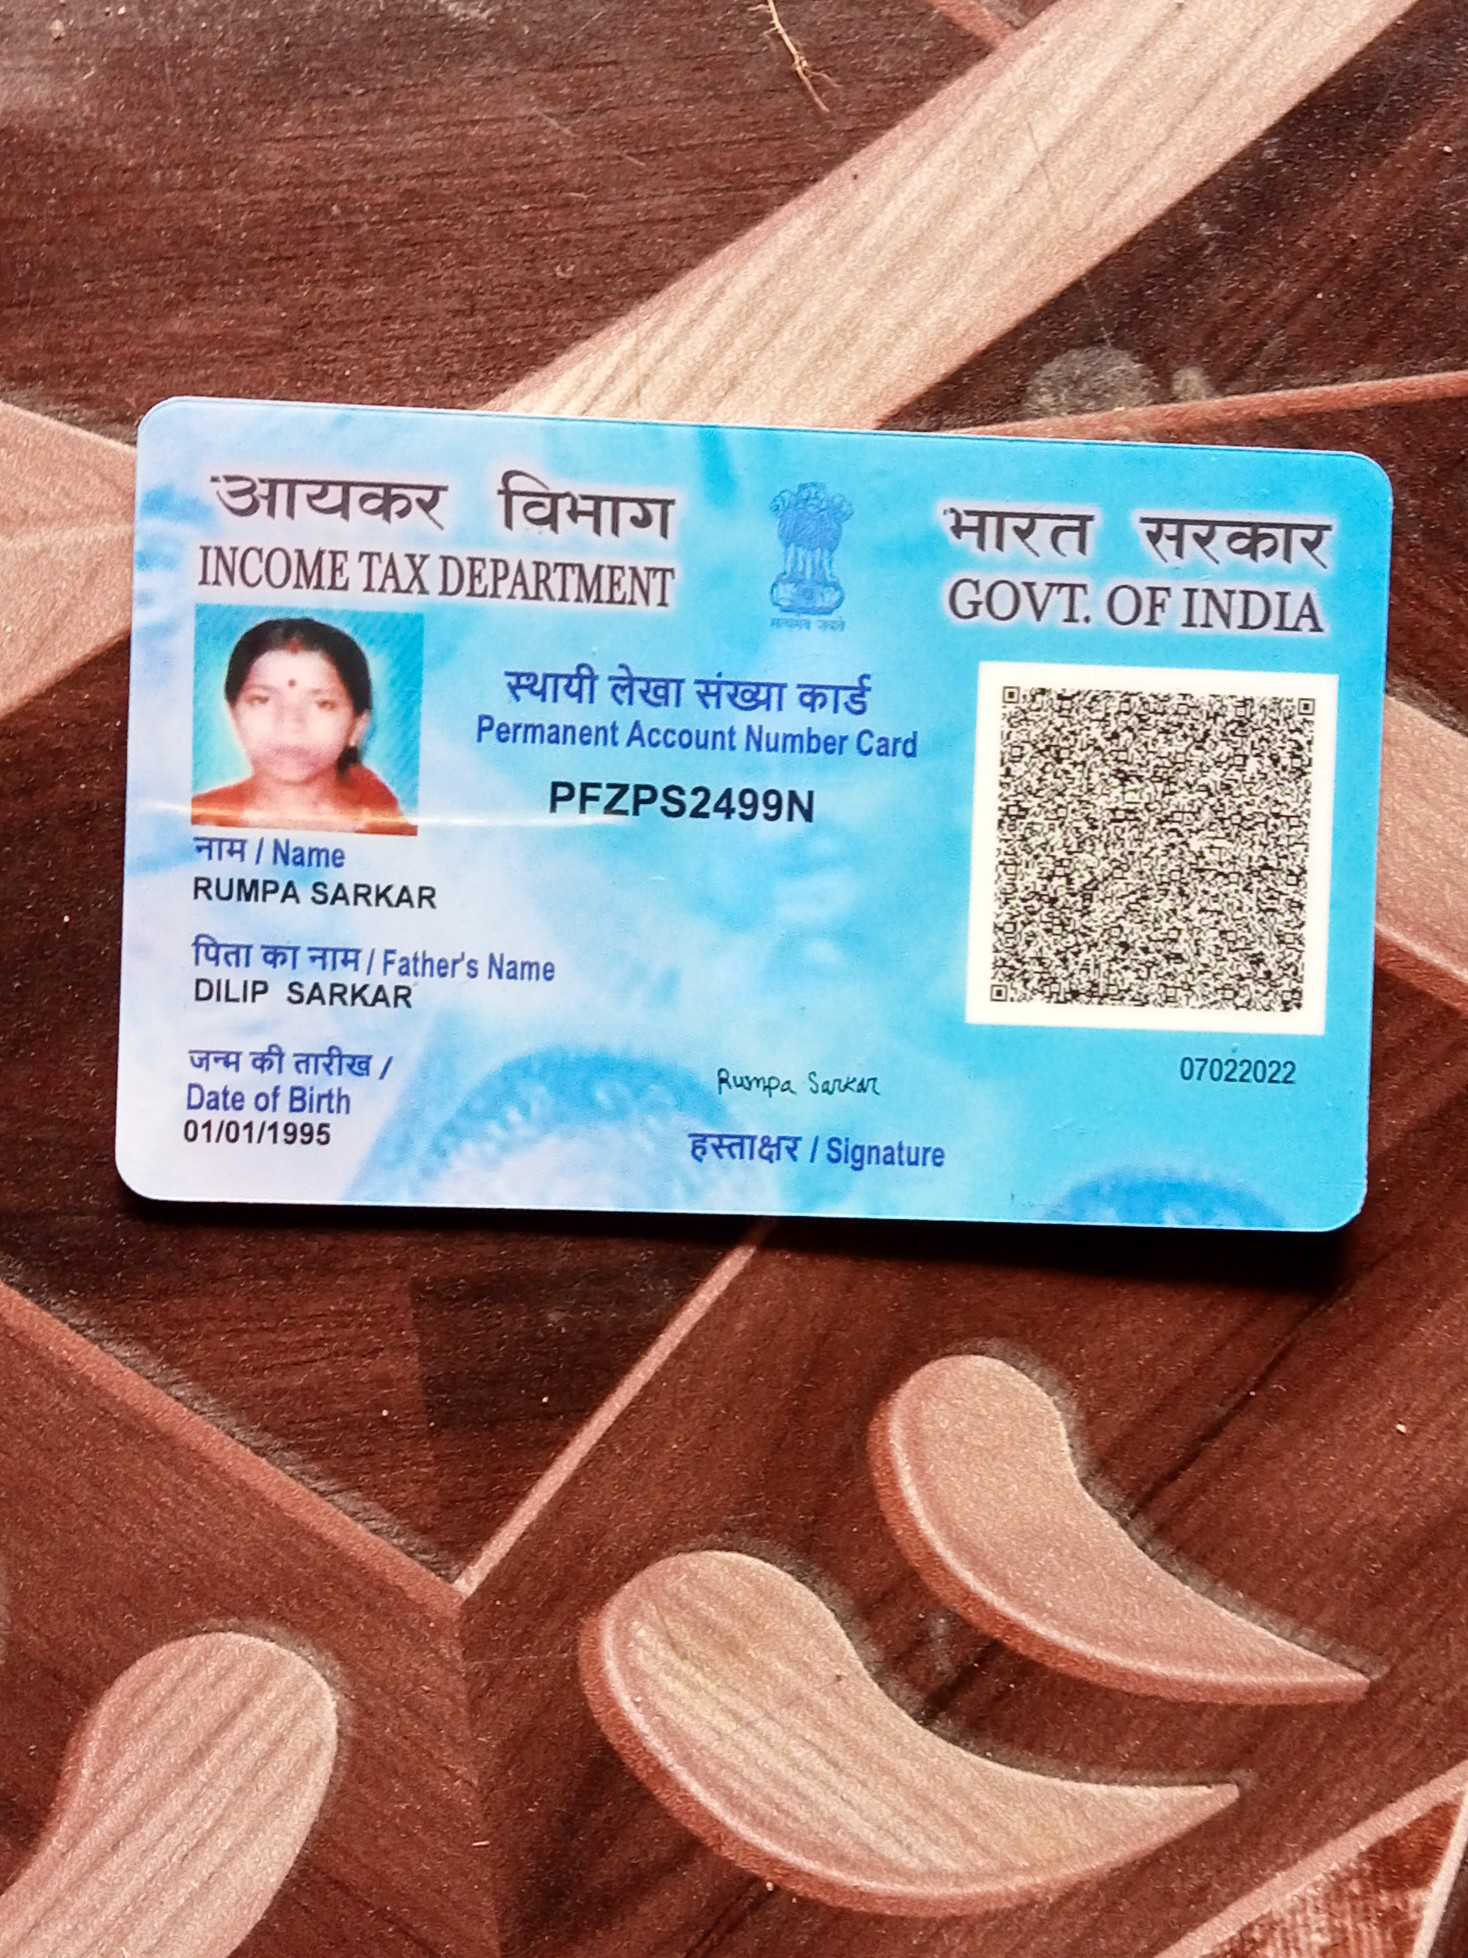 आयकर विभाग
INCOME TAX DEPARTMENT
सत्यमेव जयते
भारत सरकार
GOVT. OF INDIA
स्थायी लेखा संख्या कार्ड
Permanent Account Number Card
PFZPS2499N
नाम / Name
RUMPA SARKAR
पिता का नाम / Father's Name
DILIP SARKAR
जन्म की तारीख /
Date of Birth
01/01/1995
Rumpa Sarkar
हस्ताक्षर / Signature
07022022